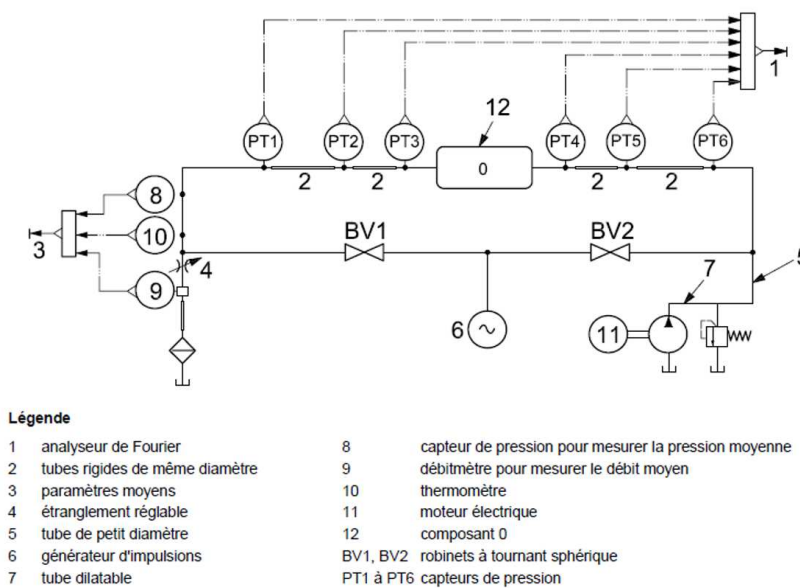 1
12
PT1 PT2 PT3 PT4 PT5 PT6
0
2 2 2 2
8
BV1 BV2
10
3
4
7
5
9
6
11
Légende
1 analyseur de Fourier
2 tubes rigides de même diamètre
3 paramètres moyens
4 étranglement réglable
5 tube de petit diamètre
6 générateur d'impulsions
7 tube dilatable
8 capteur de pression pour mesurer la pression moyenne
9 débitmètre pour mesurer le débit moyen
10 thermomètre
11 moteur électrique
12 composant 0
BV1, BV2 robinets à tournant sphérique
PT1 à PT6 capteurs de pression